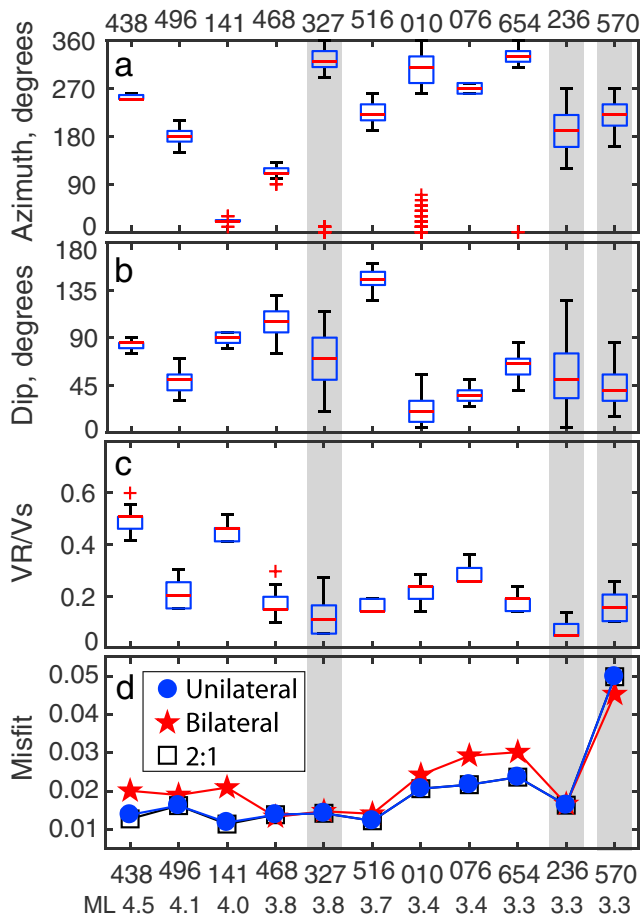 438 496 141 468 327 516 010 076 654 236 570
a
Azimuth, degrees
360
270
180
90
0
b
Dip, degrees
180
135
90
45
0
c
VR/Vs
0.6
0.4
0.2
0
d
Misfit
0.05
0.04
0.03
0.02
0.01
Unilateral
Bilateral
2:1
438 496 141 468 327 516 010 076 654 236 570
ML 4.5 4.1 4.0 3.8 3.8 3.7 3.4 3.4 3.3 3.3 3.3